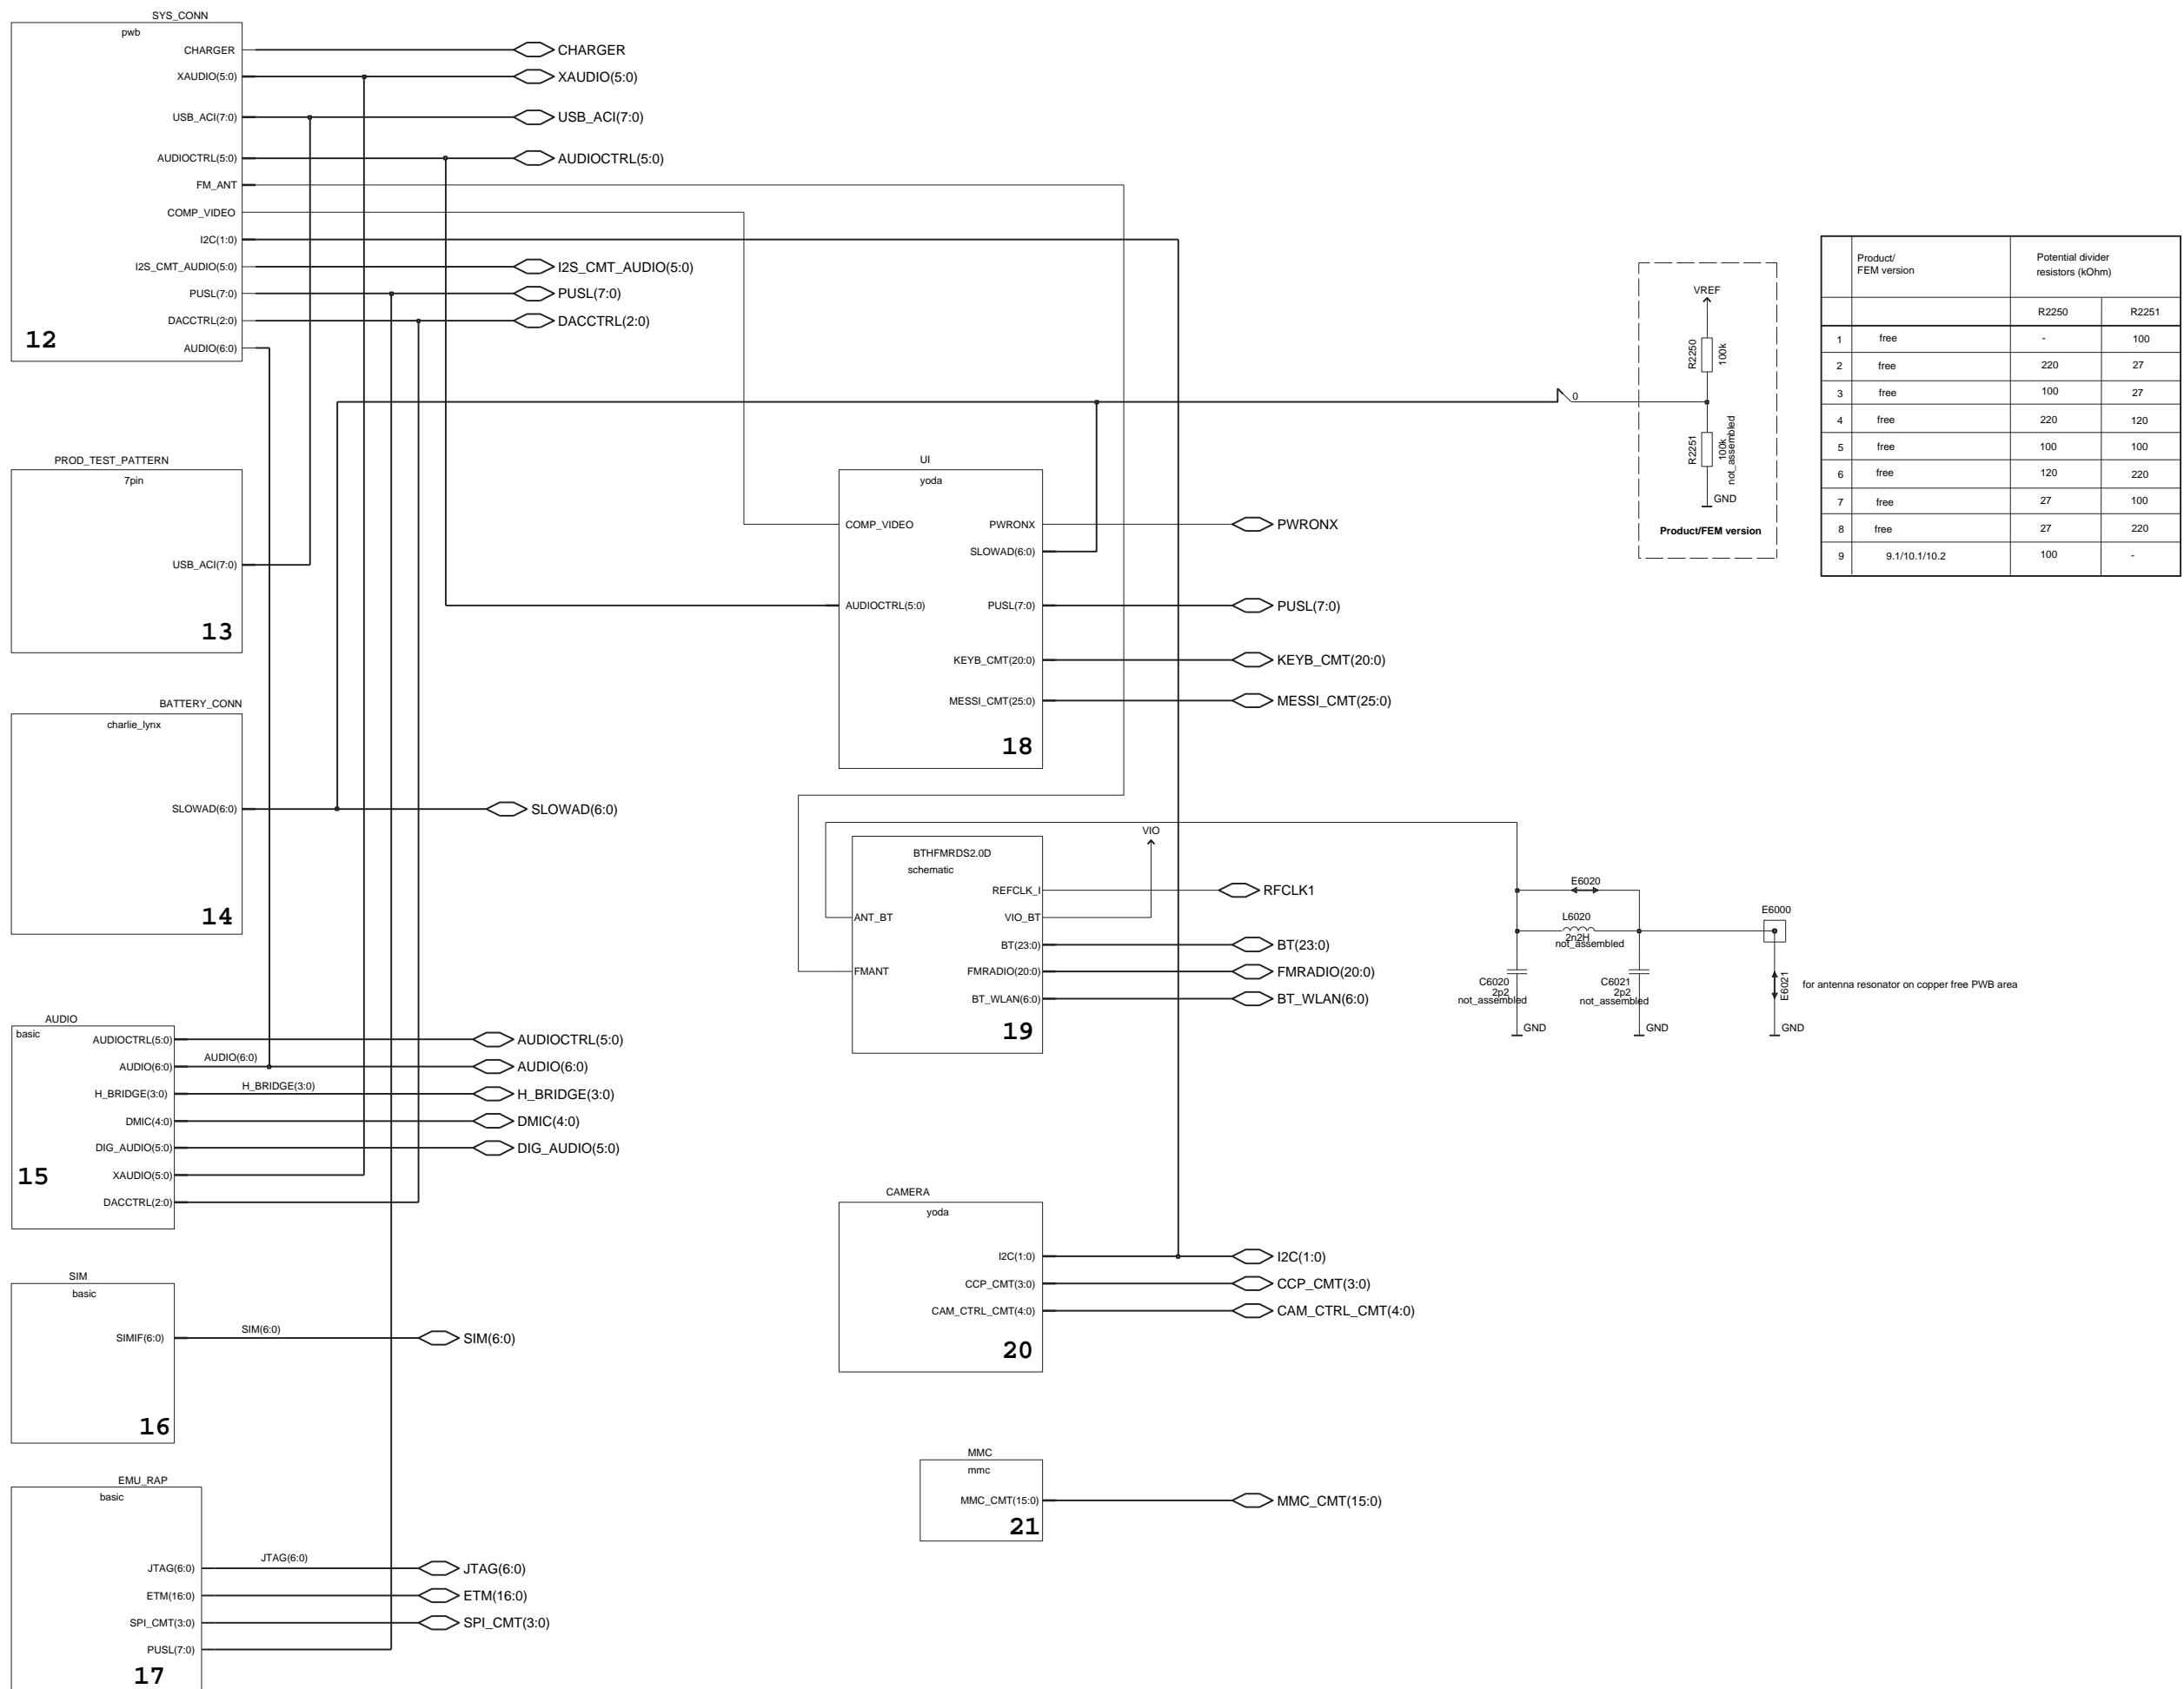 SYS_CONN
pwb
CHARGER
XAUDIO(5:0)
USB_ACI(7:0)
AUDIOCTRL(5:0)
FM_ANT
COMP_VIDEO
I2C(1:0)
I2S_CMT_AUDIO(5:0)
PUSL(7:0)
DACCTRL(2:0)
AUDIO(6:0)
12
CHARGER
XAUDIO(5:0)
USB_ACI(7:0)
AUDIOCTRL(5:0)
I2S_CMT_AUDIO(5:0)
PUSL(7:0)
DACCTRL(2:0)
PROD_TEST_PATTERN
7pin
USB_ACI(7:0)
13
BATTERY_CONN
charlie_lynx
SLOWAD(6:0)
14
SLOWAD(6:0)
AUDIO
basic
AUDIOCTRL(5:0)
AUDIO(6:0)
H_BRIDGE(3:0)
DMIC(4:0)
DIG_AUDIO(5:0)
XAUDIO(5:0)
DACCTRL(2:0)
15
AUDIO(6:0)
H_BRIDGE(3:0)
AUDIOCTRL(5:0)
AUDIO(6:0)
H_BRIDGE(3:0)
DMIC(4:0)
DIG_AUDIO(5:0)
SIM
basic
SIMIF(6:0)
16
SIM(6:0)
SIM(6:0)
EMU_RAP
basic
JTAG(6:0)
ETM(16:0)
SPI_CMT(3:0)
PUSL(7:0)
17
JTAG(6:0)
JTAG(6:0)
ETM(16:0)
SPI_CMT(3:0)
UI
yoda
COMP_VIDEO
AUDIOCTRL(5:0)
PWRONX
SLOWAD(6:0)
PUSL(7:0)
KEYB_CMT(20:0)
MESSI_CMT(25:0)
18
PWRONX
PUSL(7:0)
KEYB_CMT(20:0)
MESSI_CMT(25:0)
BTHFMRDS2.0D
schematic
ANT_BT
FMANT
REFCLK_I
VIO_BT
BT(23:0)
FMRADIO(20:0)
BT_WLAN(6:0)
19
VIO
RFCLK1
BT(23:0)
FMRADIO(20:0)
BT_WLAN(6:0)
CAMERA
yoda
I2C(1:0)
CCP_CMT(3:0)
CAM_CTRL_CMT(4:0)
20
I2C(1:0)
CCP_CMT(3:0)
CAM_CTRL_CMT(4:0)
MMC
mmc
MMC_CMT(15:0)
21
MMC_CMT(15:0)
0
VREF
R2250
100k
R2251
100k
not_assembled
GND
Product/FEM version
E6020
L6020
2n2H
not_assembled
C6020
2p2
not_assembled
GND
C6021
2p2
not_assembled
GND
E6000
E6021
for antenna resonator on copper free PWB area
GND
Product/ Potential divider
FEM version resistors (kOhm)
R2250 R2251
1 free - 100
2 free 220 27
3 free 100 27
4 free 220 120
5 free 100 100
6 free 120 220
7 free 27 100
8 free 27 220
9 9.1/10.1/10.2 100 -